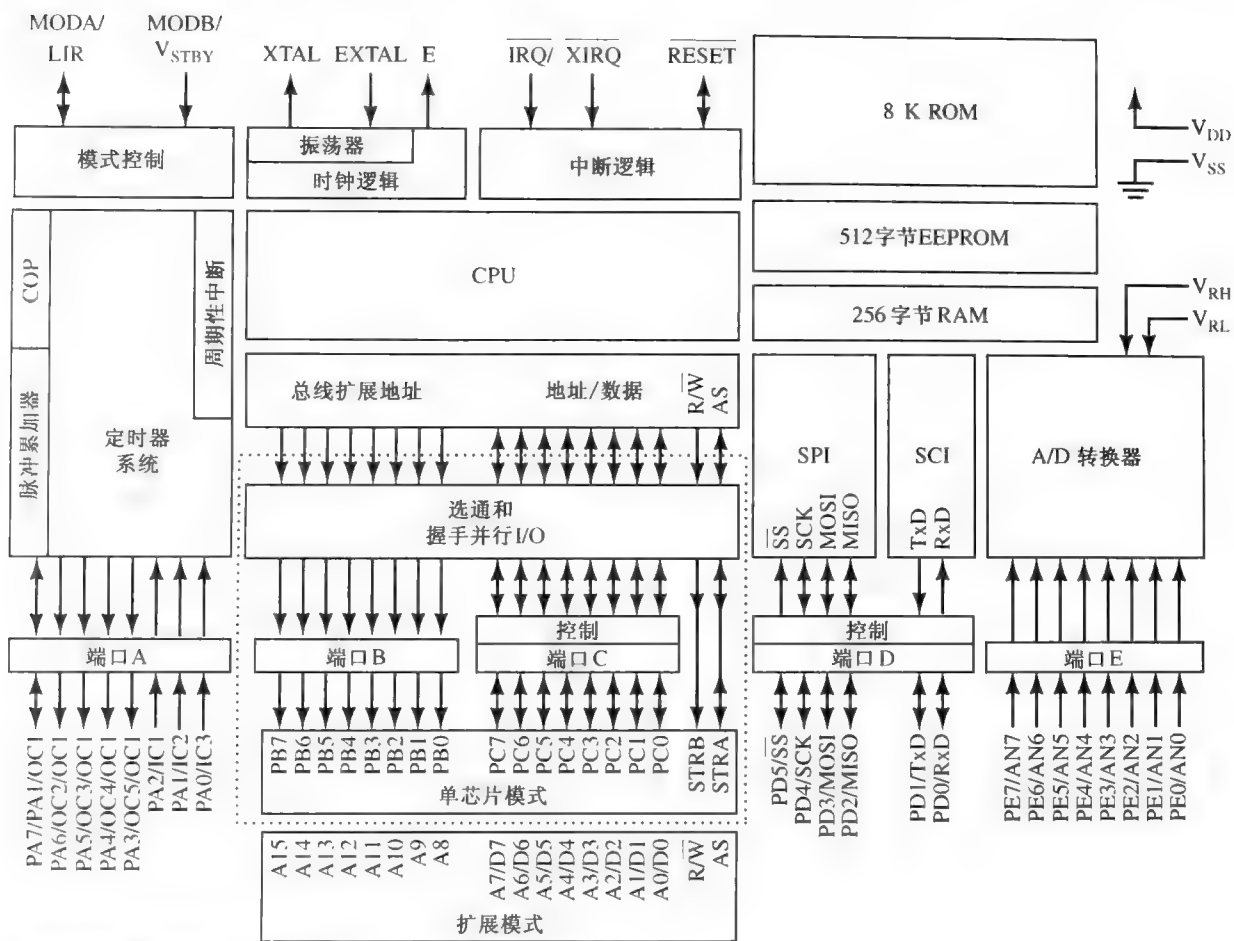 MODA/
LIR
MODB/
VSTBY
XTAL EXTAL E
IRQ/ XIRQ
RESET
模式控制
振荡器
时钟逻辑
中断逻辑
8 K ROM
VDD
VSS
COP
周期性中断
脉冲累加器
定时器
系统
CPU
512字节EEPROM
256字节RAM
VRH
VRL
总线扩展地址
地址/数据
R/W
AS
选通和
握手并行I/O
SPI
SS
SCK
MOSI
MISO
SCI
TxD
RxD
A/D 转换器
端口A
端口B
控制
端口C
控制
端口D
端口E
PA7/PA1/OC1
PA6/OC2/OC1
PA5/OC3/OC1
PA4/OC4/OC1
PA3/OC5/OC1
PA2/IC1
PA1/IC2
PA0/IC3
PB7
PB6
PB5
PB4
PB3
PB2
PB1
PB0
PC7
PC6
PC5
PC4
PC3
PC2
PC1
PC0
STRB
STRA
单芯片模式
PD5/SS
PD4/SCK
PD3/MOSI
PD2/MISO
PD1/TxD
PD0/RxD
PE7/AN7
PE6/AN6
PE5/AN5
PE4/AN4
PE3/AN3
PE2/AN2
PE1/AN1
PE0/AN0
A15
A14
A13
A12
A11
A10
A9
A8
A7/D7
A6/D6
A5/D5
A4/D4
A3/D3
A2/D2
A1/D1
A0/D0
R/W
AS
扩展模式